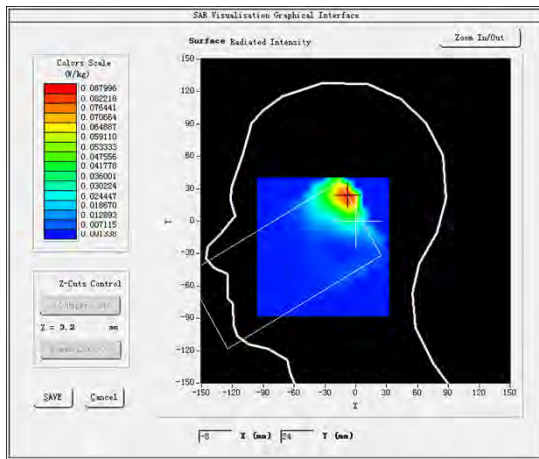 SAR Visualisation Graphical Interface
Surface Radiated Intensity
Zoom In/Out
Colors Scale
(W/kg)
0.087996
0.082218
0.076441
0.070664
0.064887
0.059110
0.053333
0.047556
0.041778
0.036001
0.030224
0.024447
0.018670
0.012893
0.007115
0.001338
150
120
90
60
30
0
-30
-60
-90
-120
-150
Y
-150 -120 -90 -60 -30 0 30 60 90 120 150
X
Z-Cuts Control
Z = 3.2 mm
SAVE
Cancel
-8 X (mm) 24 Y (mm)